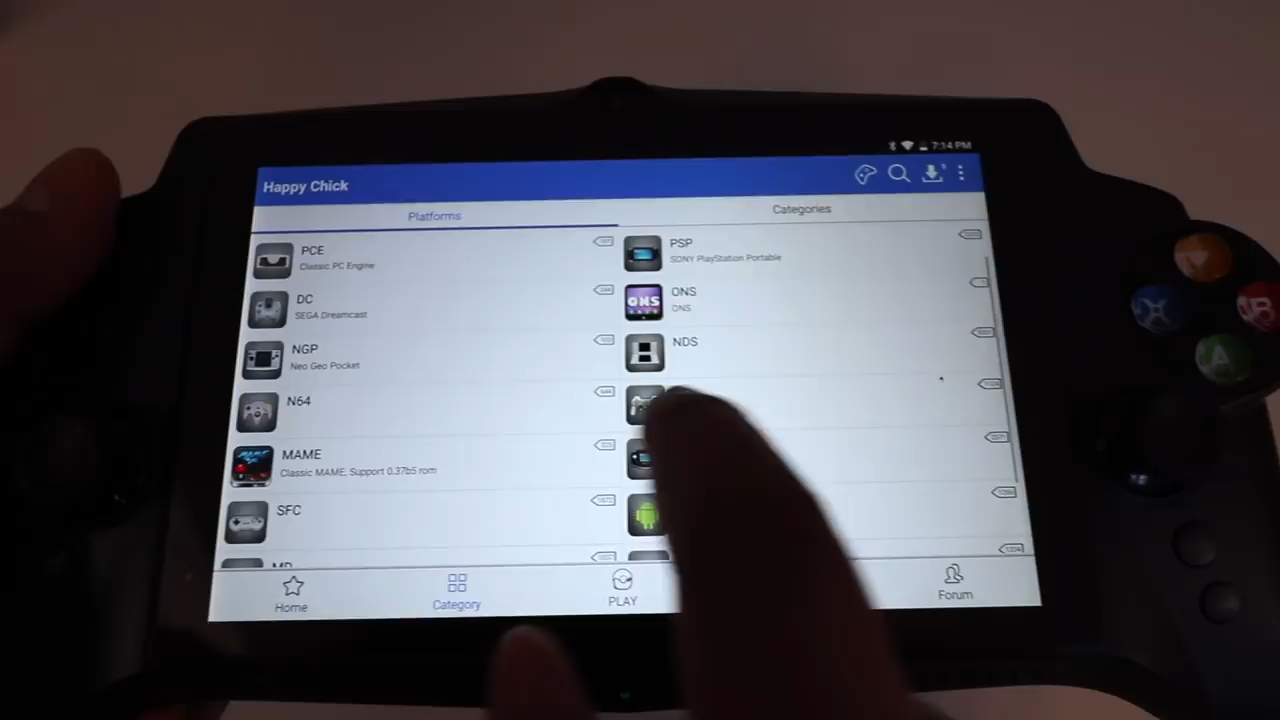 7:14 PM
Happy Chick
Platforms
Categories
PCE
Classic PC Engine
PSP
SONY PlayStation Portable
DC
SEGA Dreamcast
ONS
ONS
ONS
NGP
Neo Geo Pocket
NDS
N64
MAME
Classic MAME, Support 0.37b5 rom
SFC
MD
Home
Category
PLAY
Forum
X
B
A